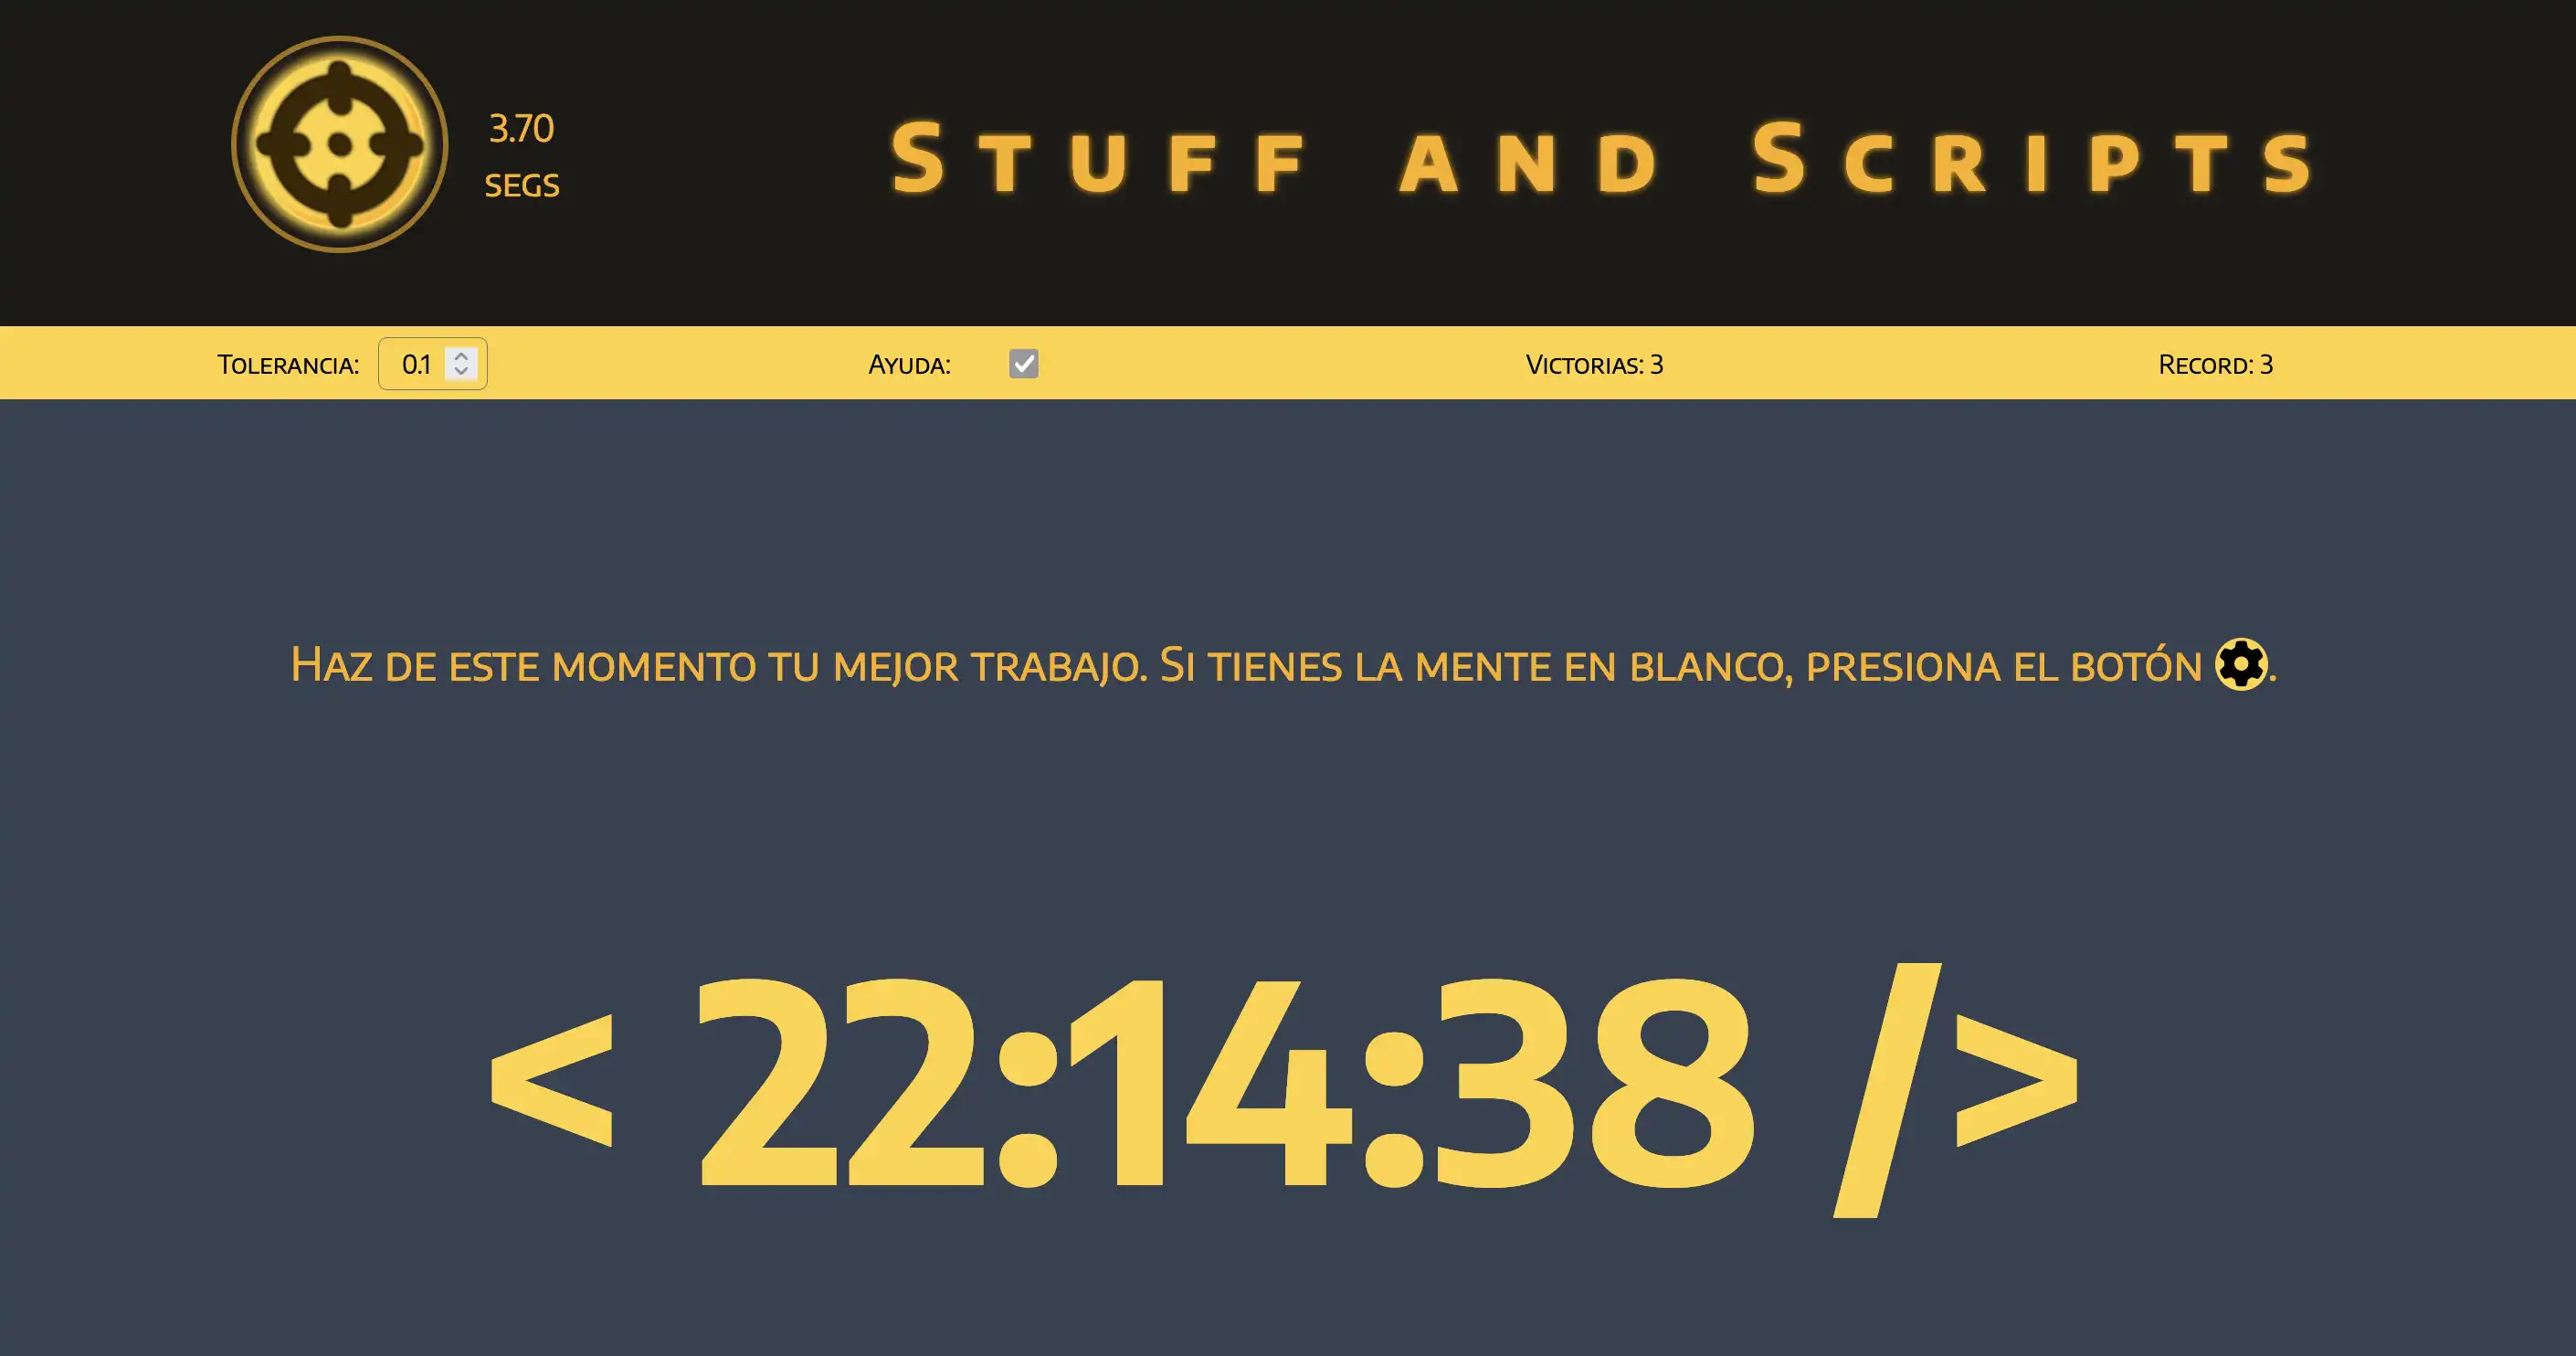 3.70
SEGS
STUFF AND SCRIPTS
TOLERANCIA: 0.1 AYUDA: VICTORIAS: 3 RECORD: 3
HAZ DE ESTE MOMENTO TU MEJOR TRABAJO. SI TIENES LA MENTE EN BLANCO, PRESIONA EL BOTÓN .
< 22:14:38 />